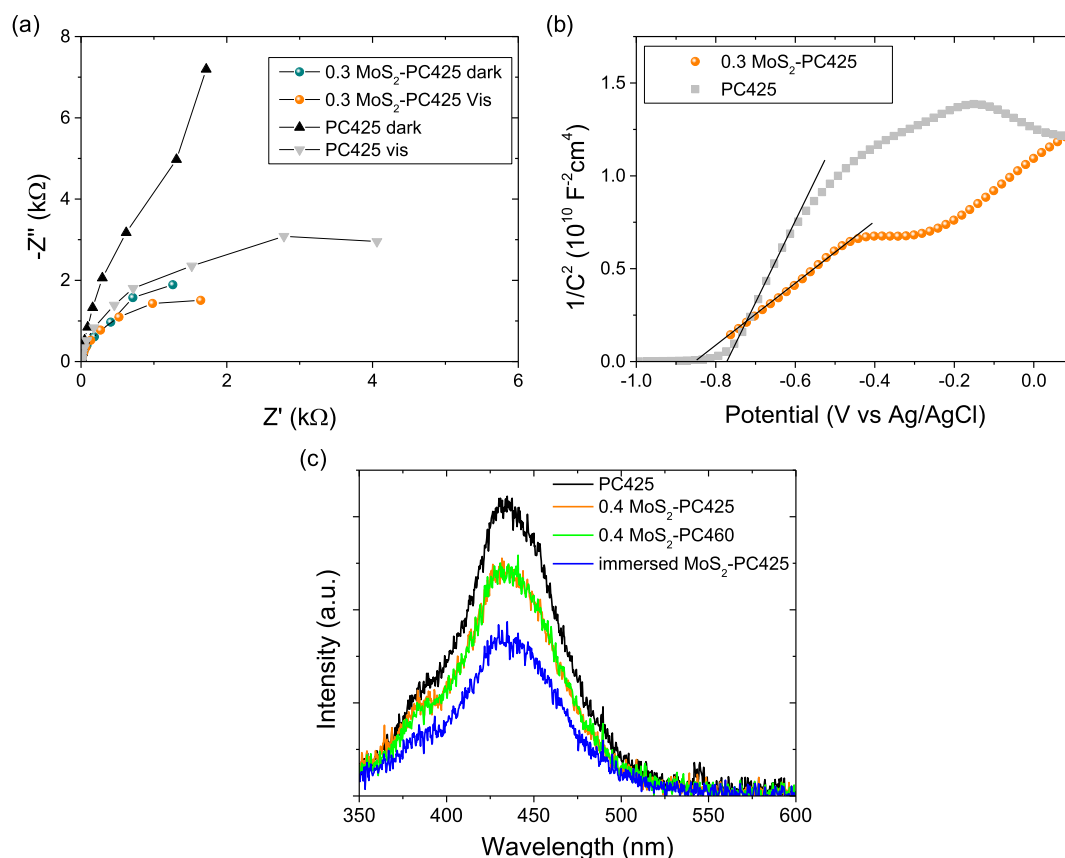 (a)
8
6
4
2
0
0
2
4
6
-Z" (kΩ)
Z' (kΩ)
0.3 MoS₂-PC425 dark
0.3 MoS₂-PC425 Vis
PC425 dark
PC425 vis
(b)
1.5
1.0
0.5
0.0
-1.0
-0.8
-0.6
-0.4
-0.2
0.0
1/C² (10¹⁰ F⁻²cm⁴)
Potential (V vs Ag/AgCl)
0.3 MoS₂-PC425
PC425
(c)
Intensity (a.u.)
350
400
450
500
550
600
Wavelength (nm)
PC425
0.4 MoS₂-PC425
0.4 MoS₂-PC460
immersed MoS₂-PC425